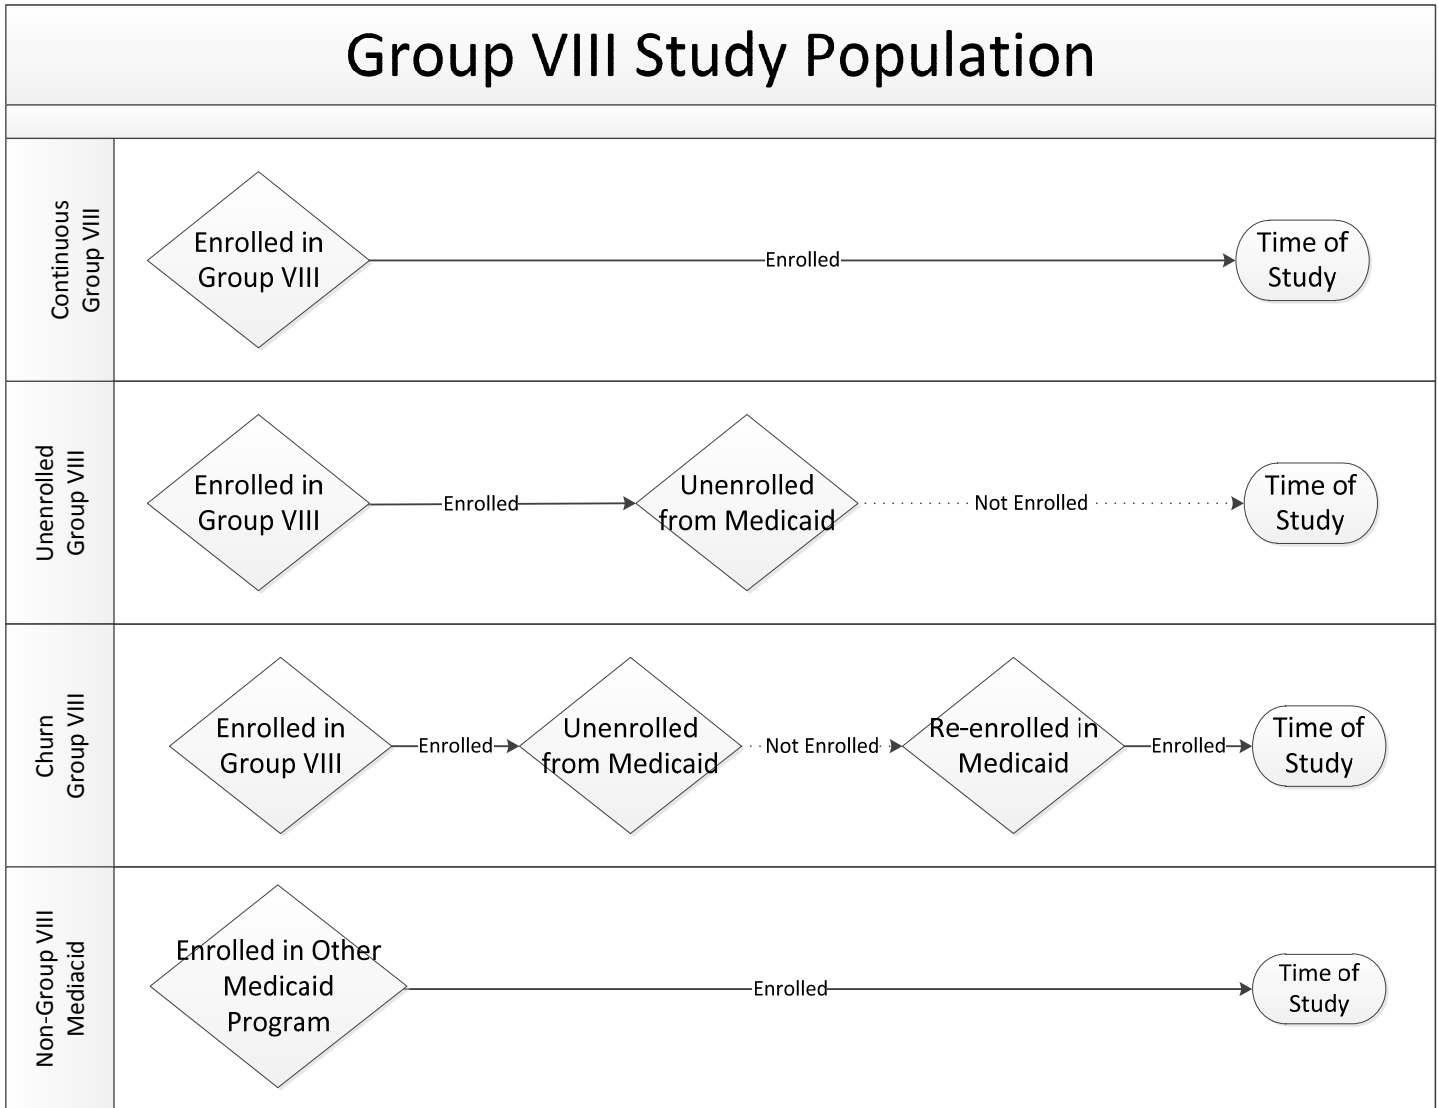 Group VIII Study Population
Continuous
Group VIII
Enrolled in
Group VIII
Enrolled
Time of
Study
Unenrolled
Group VIII
Enrolled in
Group VIII
Enrolled
Unenrolled
from Medicaid
Not Enrolled
Time of
Study
Churn
Group VIII
Enrolled in
Group VIII
Enrolled
Unenrolled
from Medicaid
Not Enrolled
Re-enrolled in
Medicaid
Enrolled
Time of
Study
Non-Group VIII
Mediacid
Enrolled in Other
Medicaid
Program
Enrolled
Time of
Study